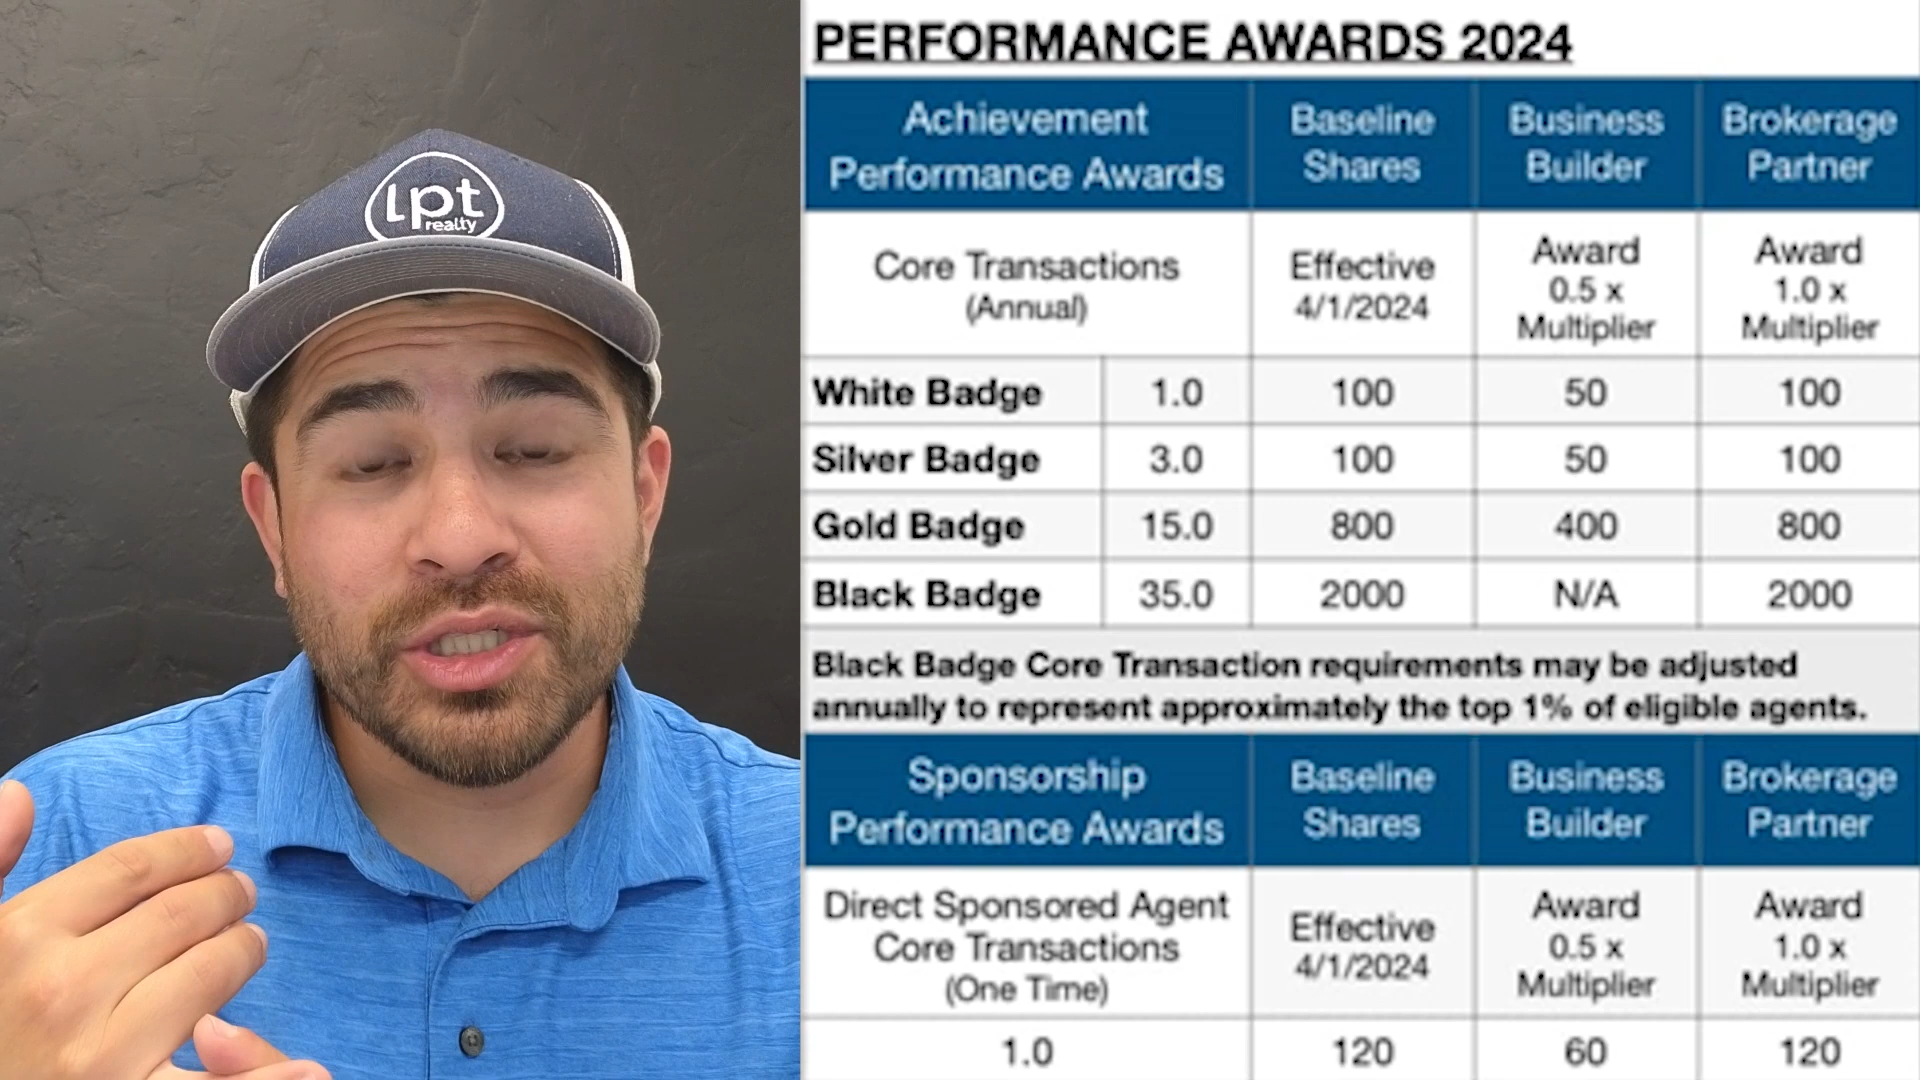 lpt
realty
PERFORMANCE AWARDS 2024
Achievement
Performance Awards
Baseline
Shares
Business
Builder
Brokerage
Partner
Core Transactions
(Annual)
Effective
4/1/2024
Award
0.5 x
Multiplier
Award
1.0 x
Multiplier
White Badge 1.0 100 50 100
Silver Badge 3.0 100 50 100
Gold Badge 15.0 800 400 800
Black Badge 35.0 2000 N/A 2000
Black Badge Core Transaction requirements may be adjusted
annually to represent approximately the top 1% of eligible agents.
Sponsorship
Performance Awards
Baseline
Shares
Business
Builder
Brokerage
Partner
Direct Sponsored Agent
Core Transactions
(One Time)
Effective
4/1/2024
Award
0.5 x
Multiplier
Award
1.0 x
Multiplier
1.0 120 60 120